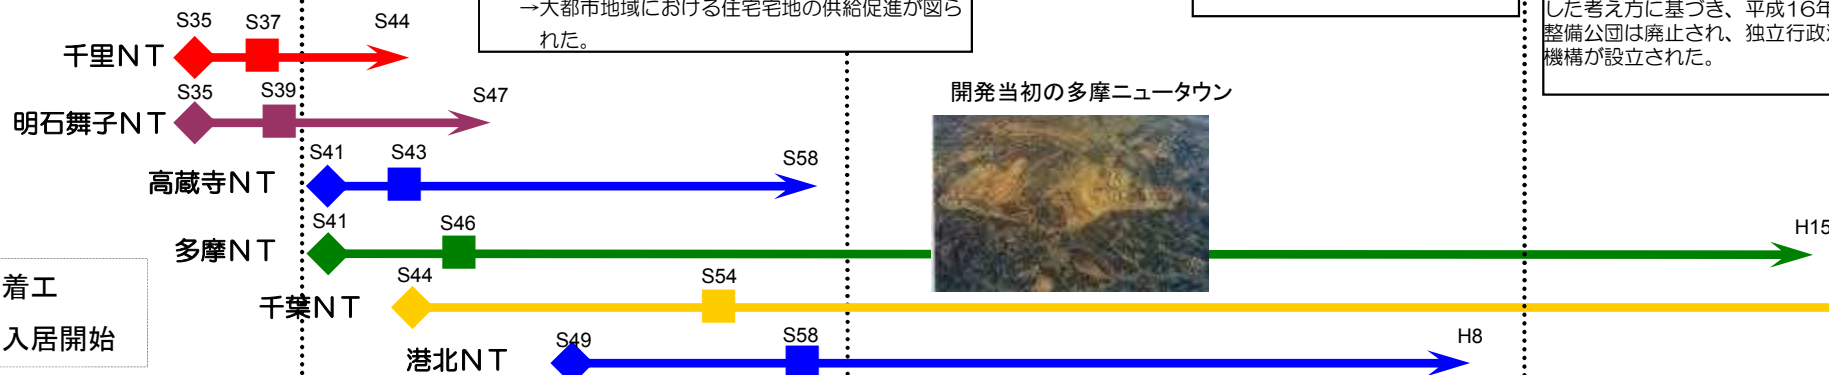 →大都市地域における住宅宅地の供給促進が図ら
れた。
した考え方に基づき、平成16年
整備公団は廃止され、独立行政
機構が設立された。
S35
S37
S44
千里NT
S35
S39
S47
明石舞子NT
開発当初の多摩ニュータウン
S41
S43
S58
高蔵寺NT
S41
S46
H15
多摩NT
着工
入居開始
S44
S54
千葉NT
S49
S58
H8
港北NT